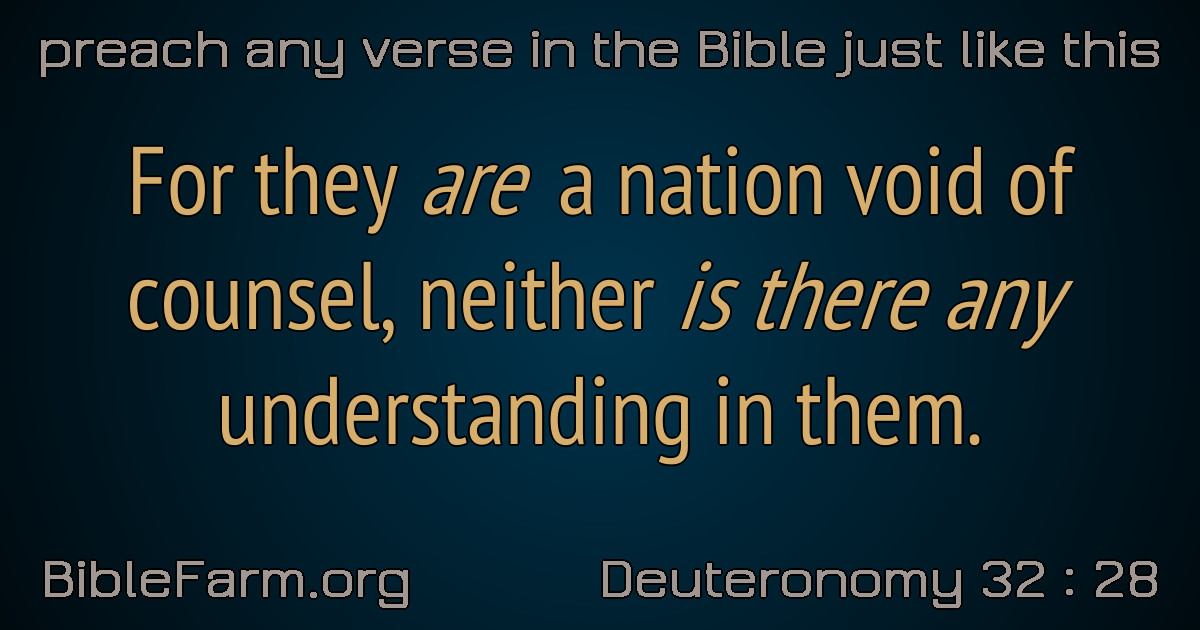 preach any verse in the Bible just like this
For they are a nation void of
counsel, neither is there any
understanding in them.
BibleFarm.org
Deuteronomy 32 : 28